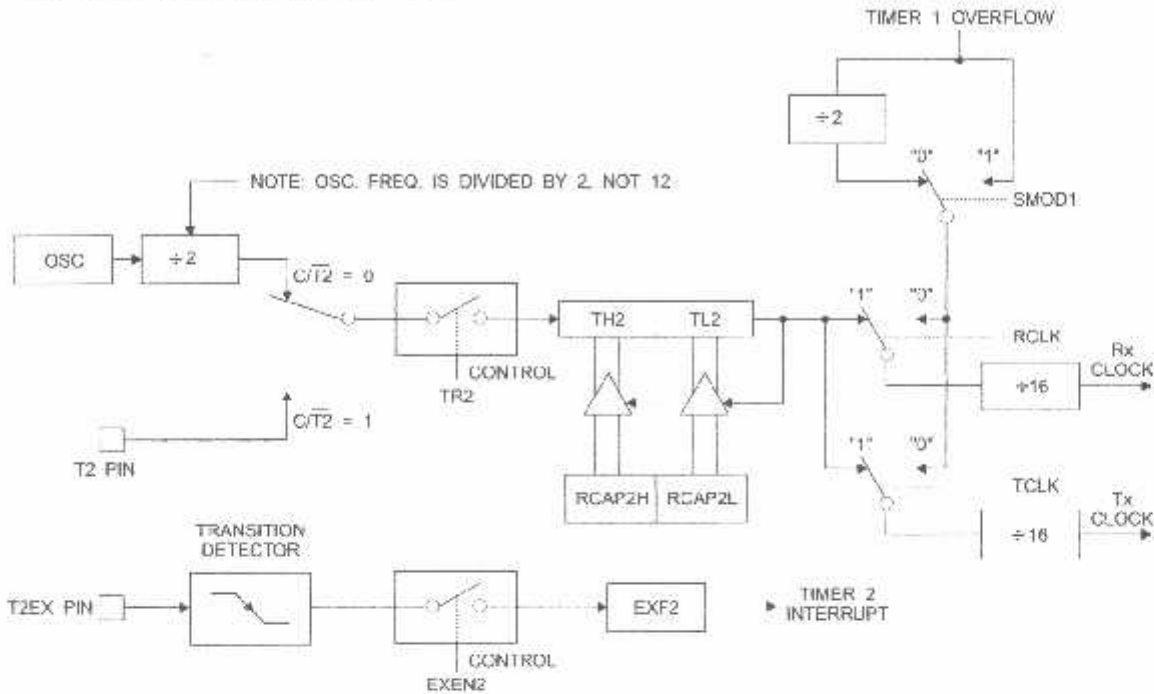 TIMER 1 OVERFLOW
÷2
"0" "1"
NOTE: OSC. FREQ. IS DIVIDED BY 2, NOT 12
SMOD1
OSC
÷2
C/T2 = 0
TH2 TL2
"1" "0"
RCLK
Rx
CLOCK
CONTROL
TR2
÷16
C/T2 = 1
T2 PIN
"1" "0"
RCAP2H RCAP2L
TCLK
Tx
CLOCK
÷16
TRANSITION
DETECTOR
T2EX PIN
EXF2
TIMER 2
INTERRUPT
CONTROL
EXEN2